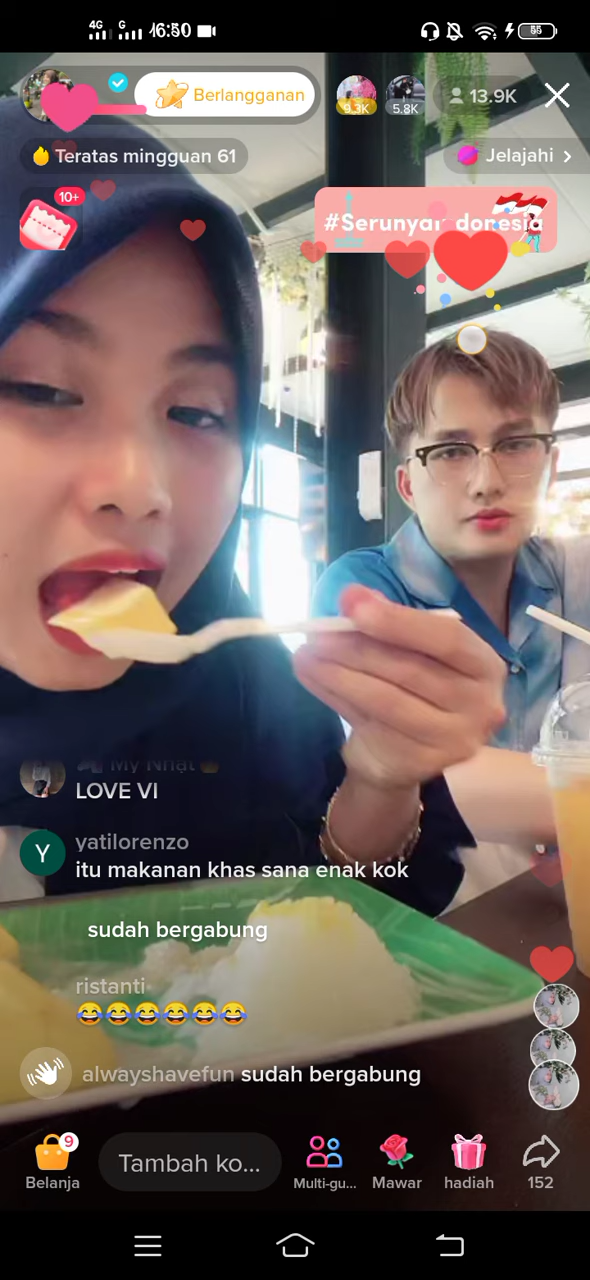 4G G 16:50 55
Berlangganan
9.3K 5.8K 13.9K
Teratas mingguan 61
Jelajahi
10+
LOVE VI
Y
yatilorenzo
itu makanan khas sana enak kok
sudah bergabung
ristanti
😂😂😂😂😂😂
alwayshavefun sudah bergabung
9
Tambah ko...
Belanja Multi-gu... Mawar hadiah 152